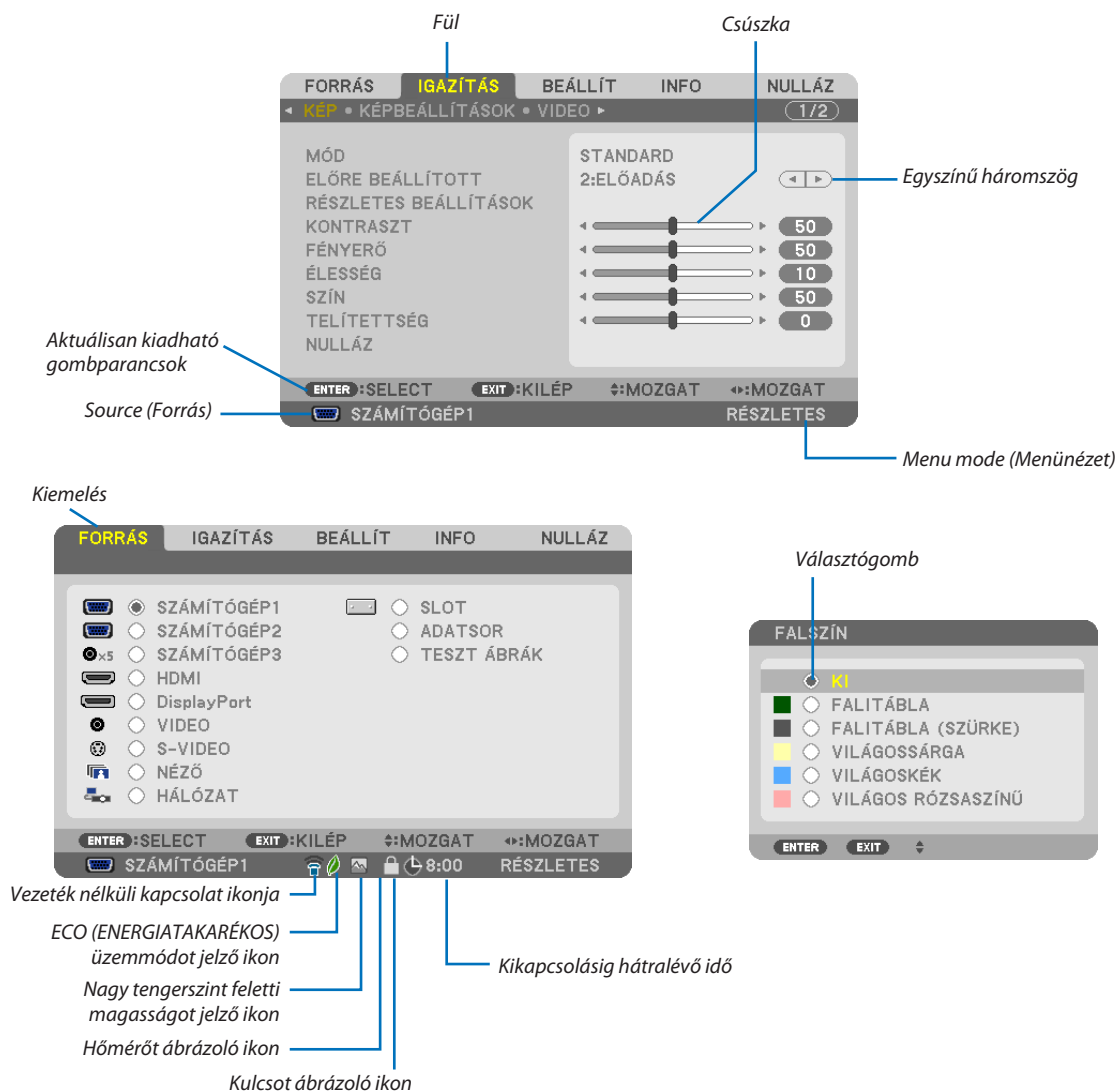 Fül
Csúszka
FORRÁS IGAZÍTÁS BEÁLLÍT INFO NULLÁZ
KÉP • KÉPBEÁLLÍTÁSOK • VIDEO 1/2
MÓD STANDARD
ELŐRE BEÁLLÍTOTT 2:ELŐADÁS
Egyszínű háromszög
RÉSZLETES BEÁLLÍTÁSOK
KONTRASZT 50
FÉNYERŐ 50
ÉLESSÉG 10
SZÍN 50
TELÍTETTSÉG 0
NULLÁZ
Aktuálisan kiadható
gombparancsok
ENTER :SELECT EXIT :KILÉP :MOZGAT :MOZGAT
Source (Forrás)
SZÁMÍTÓGÉP1 RÉSZLETES
Menu mode (Menünézet)
Kiemelés
FORRÁS IGAZÍTÁS BEÁLLÍT INFO NULLÁZ
SZÁMÍTÓGÉP1 SLOT
SZÁMÍTÓGÉP2 ADATSOR
×5 SZÁMÍTÓGÉP3 TESZT ÁBRÁK
HDMI
DisplayPort
VIDEO
S-VIDEO
NÉZŐ
HÁLÓZAT
ENTER :SELECT EXIT :KILÉP :MOZGAT :MOZGAT
SZÁMÍTÓGÉP1 8:00 RÉSZLETES
Választógomb
FALSZÍN
KI
FALITÁBLA
FALITÁBLA (SZÜRKE)
VILÁGOSSÁRGA
VILÁGOSKÉK
VILÁGOS RÓZSASZÍNŰ
ENTER EXIT
Vezeték nélküli kapcsolat ikonja
ECO (ENERGIATAKARÉKOS)
üzemmódot jelző ikon
Kikapcsolásig hátralévő idő
Nagy tengerszint feletti
magasságot jelző ikon
Hőmérőt ábrázoló ikon
Kulcsot ábrázoló ikon